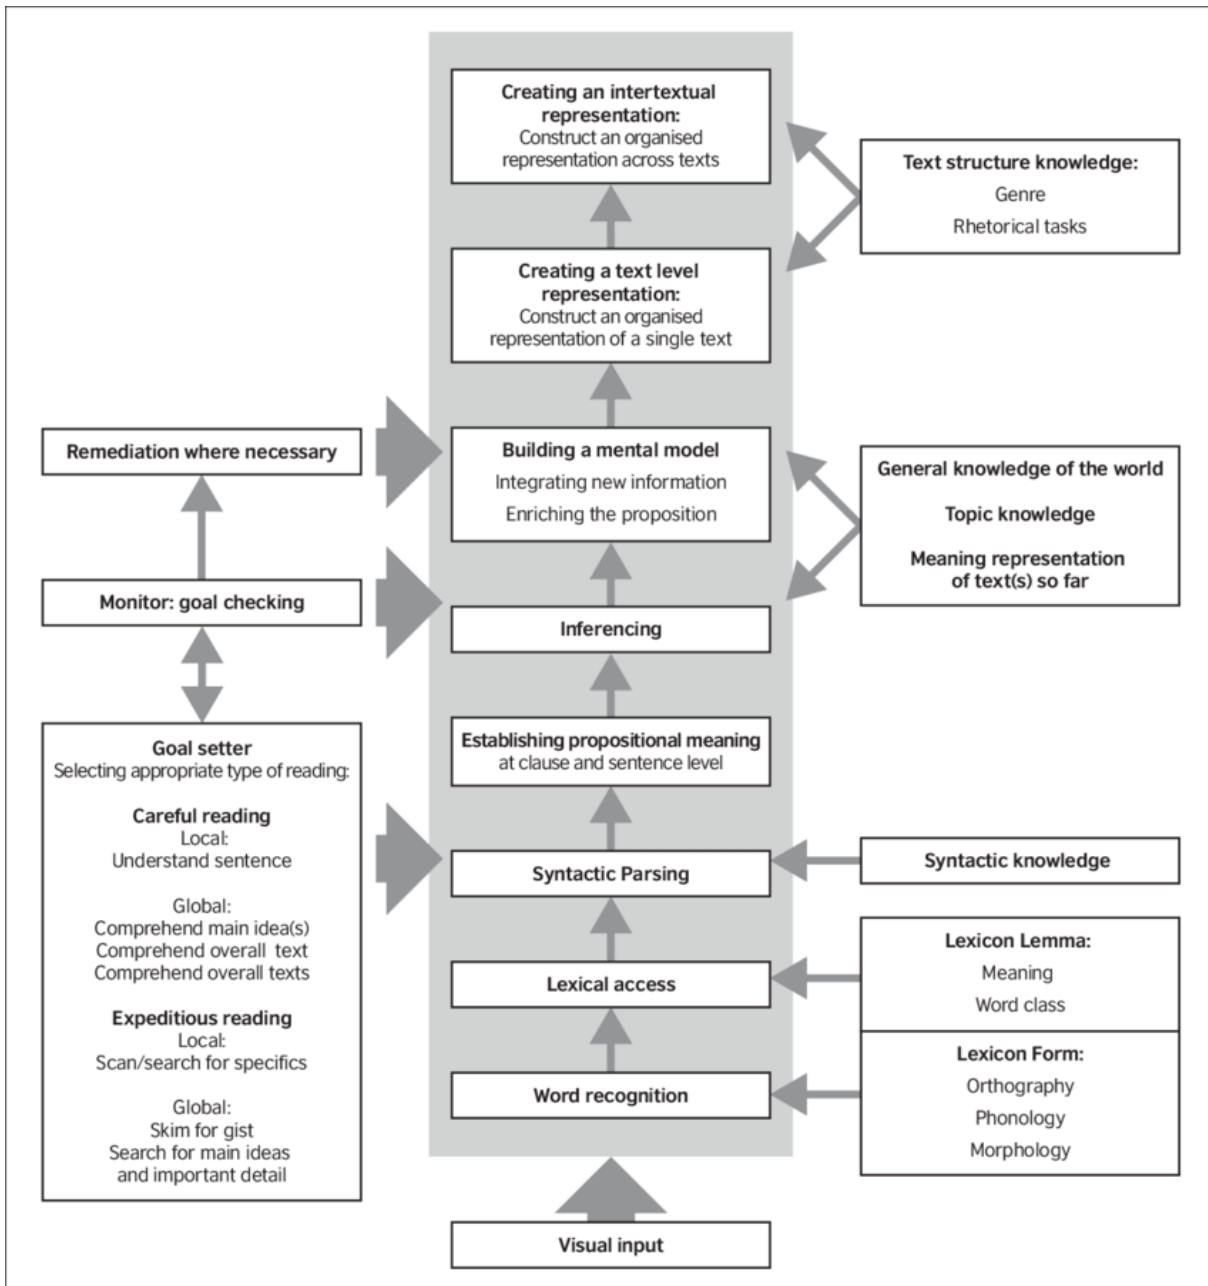 Creating an intertextual
representation:
Construct an organised
representation across texts
Text structure knowledge:
Genre
Rhetorical tasks
Creating a text level
representation:
Construct an organised
representation of a single text
Remediation where necessary
Building a mental model
Integrating new information
Enriching the proposition
General knowledge of the world
Topic knowledge
Meaning representation
of text(s) so far
Monitor: goal checking
Inferencing
Goal setter
Selecting appropriate type of reading:
Careful reading
Local:
Understand sentence
Global:
Comprehend main idea(s)
Comprehend overall text
Comprehend overall texts
Expeditious reading
Local:
Scan/search for specifics
Global:
Skim for gist
Search for main ideas
and important detail
Establishing propositional meaning
at clause and sentence level
Syntactic Parsing
Syntactic knowledge
Lexical access
Lexicon Lemma:
Meaning
Word class
Word recognition
Lexicon Form:
Orthography
Phonology
Morphology
Visual input